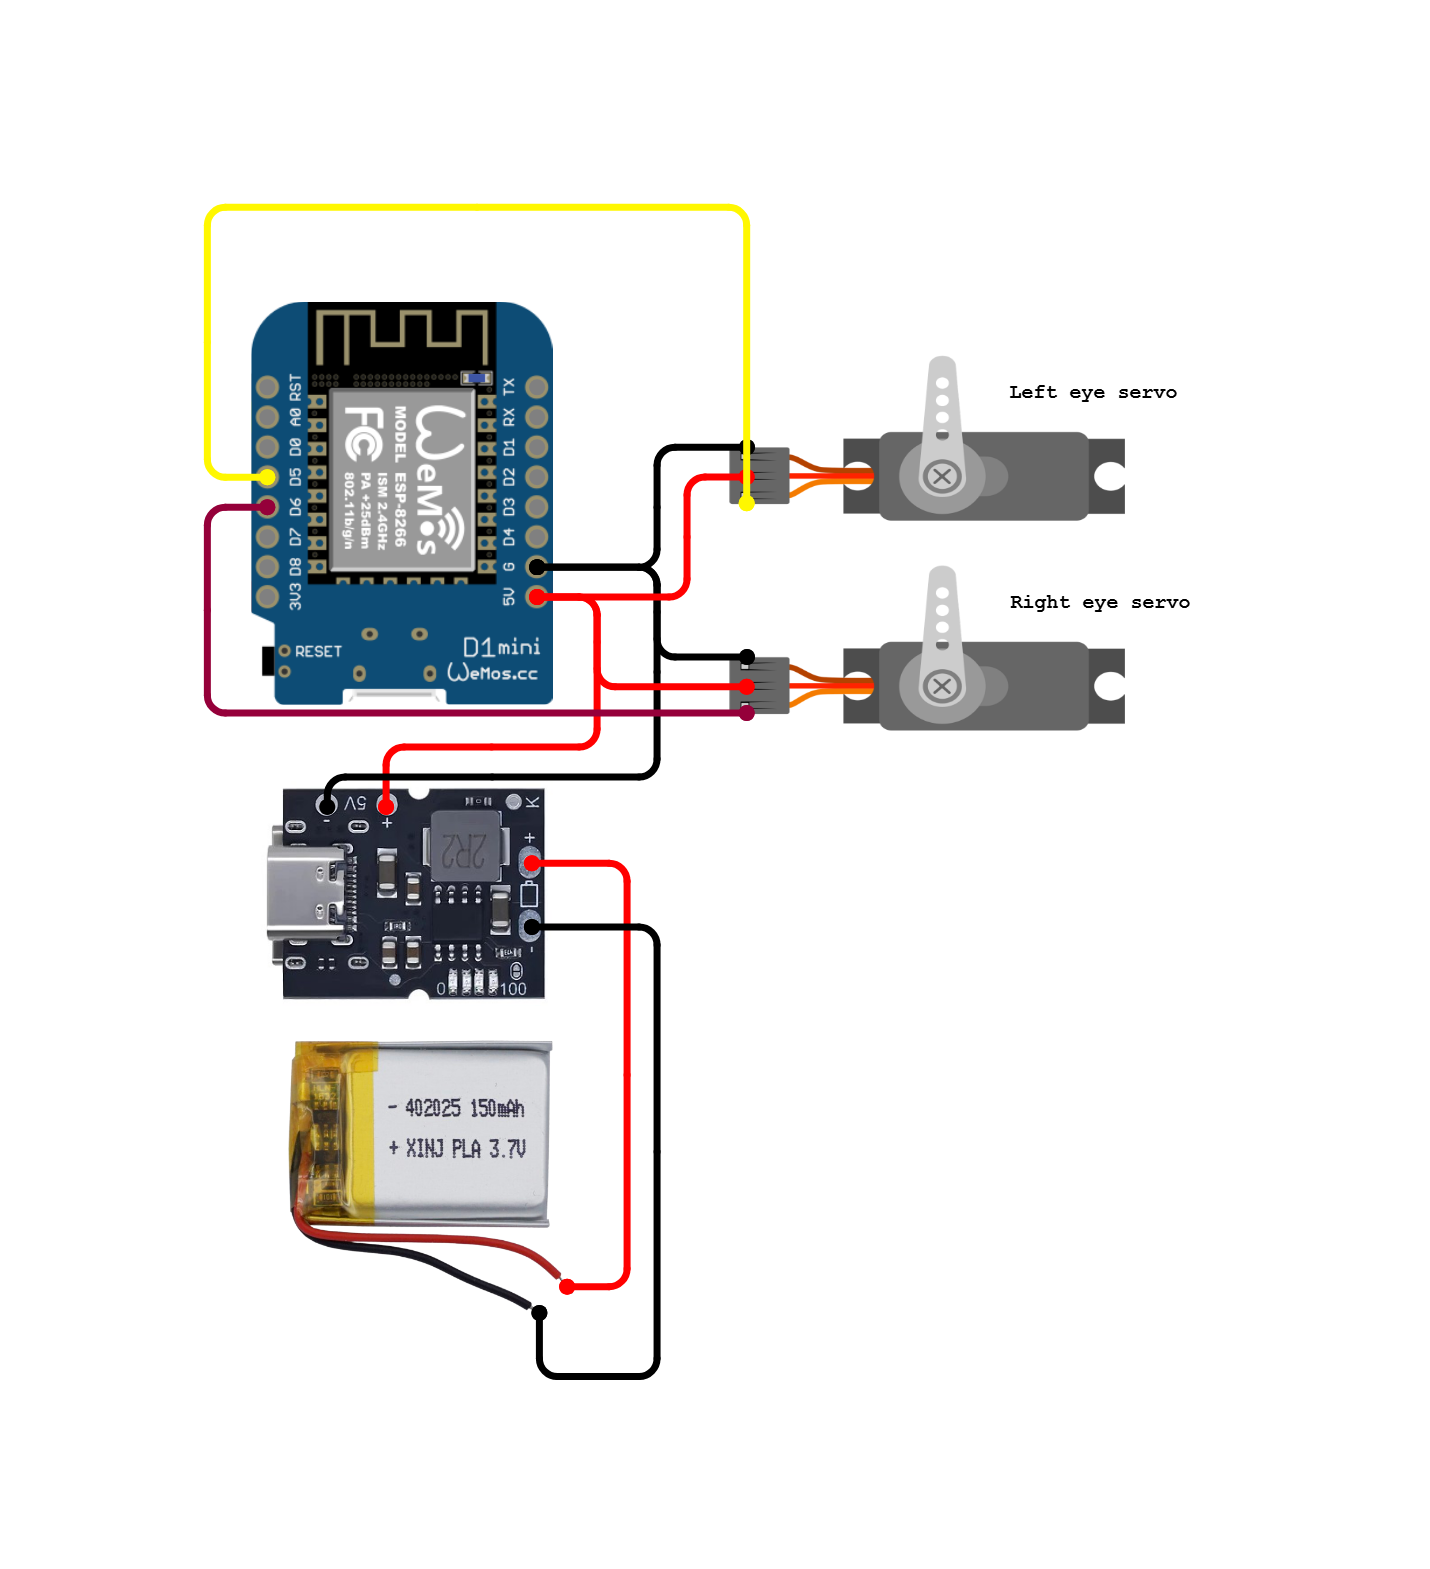 Left eye servo
Right eye servo
RST
A0
D0
D5
D6
D7
D8
3V3
TX
RX
D1
D2
D3
D4
G
5V
WeMos
MODEL ESP-8266
ISM 2.4GHz
PA +25dBm
802.11b/g/n
FC
RESET
D1 mini
WeMos.cc
5V
-
+
K
2R2
+
-
0
100
- 402025 150mAh
+ XINJ PLA 3.7V